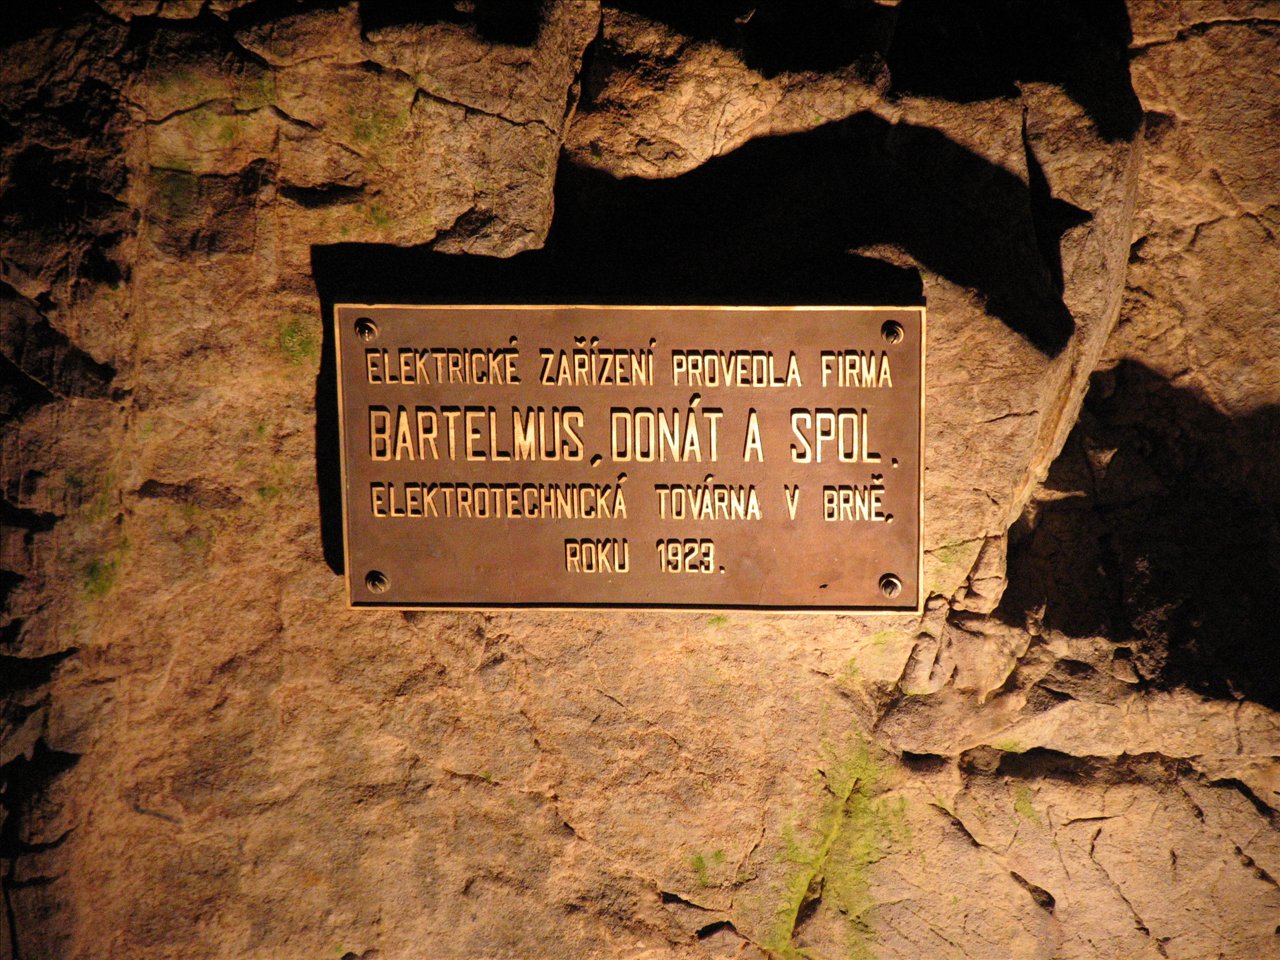 ELEKTRICKÉ ZAŘÍZENÍ PROVEDLA FIRMA
BARTELMUS, DONÁT A SPOL.
ELEKTROTECHNICKÁ TOVÁRNA V BRNĚ.
ROKU 1923.